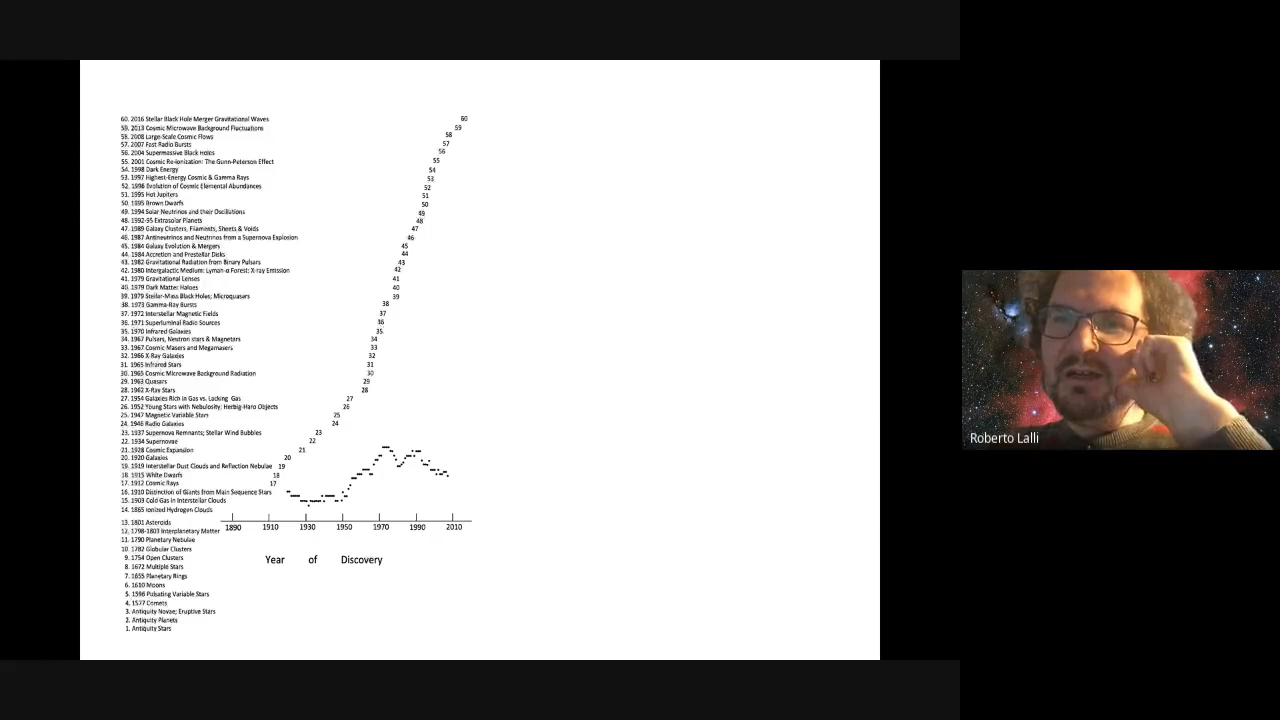 60. 2016 Stellar Black Hole Merger Gravitational Waves 60
59. 2013 Cosmic Microwave Background Fluctuations 59
58. 2008 Large-Scale Cosmic Flows 58
57. 2007 Fast Radio Bursts 57
56. 2004 Supermassive Black Holes 56
55. 2001 Cosmic Re-ionization: The Gunn-Peterson Effect 55
54. 1998 Dark Energy 54
53. 1997 Highest-Energy Cosmic & Gamma Rays 53
52. 1996 Evolution of Cosmic Elemental Abundances 52
51. 1995 Hot Jupiters 51
50. 1995 Brown Dwarfs 50
49. 1994 Solar Neutrinos and their Oscillations 49
48. 1992-95 Extrasolar Planets 48
47. 1989 Galaxy Clusters, Filaments, Sheets & Voids 47
46. 1987 Antineutrinos and Neutrinos from a Supernova Explosion 46
45. 1984 Galaxy Evolution & Mergers 45
44. 1984 Accretion and Prestellar Disks 44
43. 1982 Gravitational Radiation from Binary Pulsars 43
42. 1980 Intergalactic Medium: Lyman-α Forest; X-ray Emission 42
41. 1979 Gravitational Lenses 41
40. 1979 Dark Matter Haloes 40
39. 1979 Stellar-Mass Black Holes; Microquasars 39
38. 1973 Gamma-Ray Bursts 38
37. 1972 Interstellar Magnetic Fields 37
36. 1971 Superluminal Radio Sources 36
35. 1970 Infrared Galaxies 35
34. 1967 Pulsars, Neutron stars & Magnetars 34
33. 1967 Cosmic Masers and Megamasers 33
32. 1966 X-Ray Galaxies 32
31. 1965 Infrared Stars 31
30. 1965 Cosmic Microwave Background Radiation 30
29. 1963 Quasars 29
28. 1962 X-Ray Stars 28
27. 1954 Galaxies Rich in Gas vs. Lacking Gas 27
26. 1952 Young Stars with Nebulosity: Herbig-Haro Objects 26
25. 1947 Magnetic Variable Stars 25
24. 1946 Radio Galaxies 24
23. 1937 Supernova Remnants; Stellar Wind Bubbles 23
22. 1934 Supernovae 22
21. 1928 Cosmic Expansion 21
20. 1920 Galaxies 20
19. 1919 Interstellar Dust Clouds and Reflection Nebulae 19
18. 1915 White Dwarfs 18
17. 1912 Cosmic Rays 17
16. 1910 Distinction of Giants from Main Sequence Stars
15. 1903 Cold Gas in Interstellar Clouds
14. 1865 Ionized Hydrogen Clouds
13. 1801 Asteroids
12. 1798-1803 Interplanetary Matter
11. 1790 Planetary Nebulae
10. 1782 Globular Clusters
9. 1754 Open Clusters
8. 1672 Multiple Stars
7. 1655 Planetary Rings
6. 1610 Moons
5. 1596 Pulsating Variable Stars
4. 1577 Comets
3. Antiquity Novae; Eruptive Stars
2. Antiquity Planets
1. Antiquity Stars
1890 1910 1930 1950 1970 1990 2010
Year of Discovery
Roberto Lalli